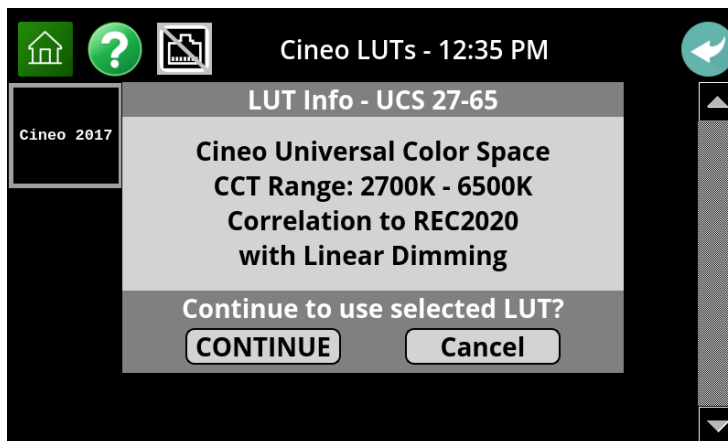 Cineo LUTs - 12:35 PM
LUT Info - UCS 27-65
Cineo 2017
Cineo Universal Color Space
CCT Range: 2700K - 6500K
Correlation to REC2020
with Linear Dimming
Continue to use selected LUT?
CONTINUE
Cancel